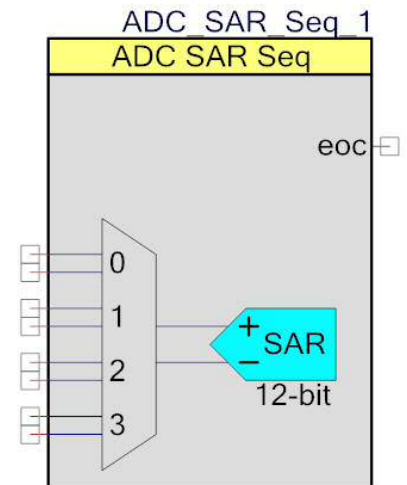 ADC_SAR_Seq_1
ADC SAR Seq
eoc
0
1
+
SAR
2
−
12-bit
3